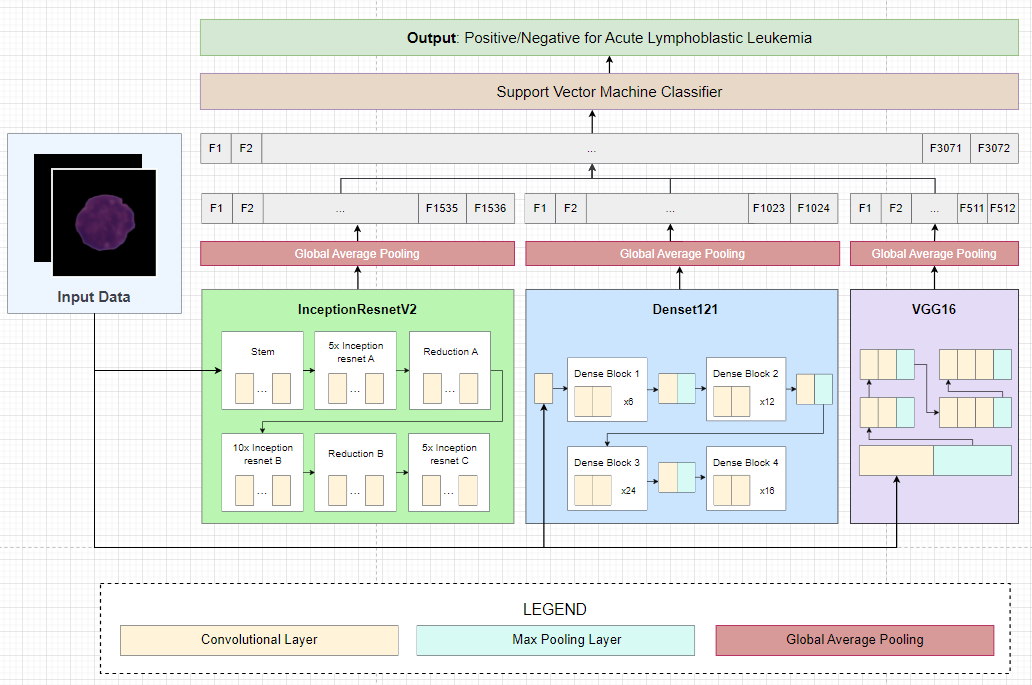 Output: Positive/Negative for Acute Lymphoblastic Leukemia
Support Vector Machine Classifier
F1 F2 ... F3071 F3072
F1 F2 ... F1535 F1536
F1 F2 ... F1023 F1024
F1 F2 ... F511 F512
Global Average Pooling
Global Average Pooling
Global Average Pooling
Input Data
InceptionResnetV2
Stem
...
5x Inception
resnet A
...
Reduction A
...
10x Inception
resnet B
...
Reduction B
...
5x Inception
resnet C
...
Denset121
Dense Block 1
x6
Dense Block 2
x12
Dense Block 3
x24
Dense Block 4
x16
VGG16
LEGEND
Convolutional Layer
Max Pooling Layer
Global Average Pooling